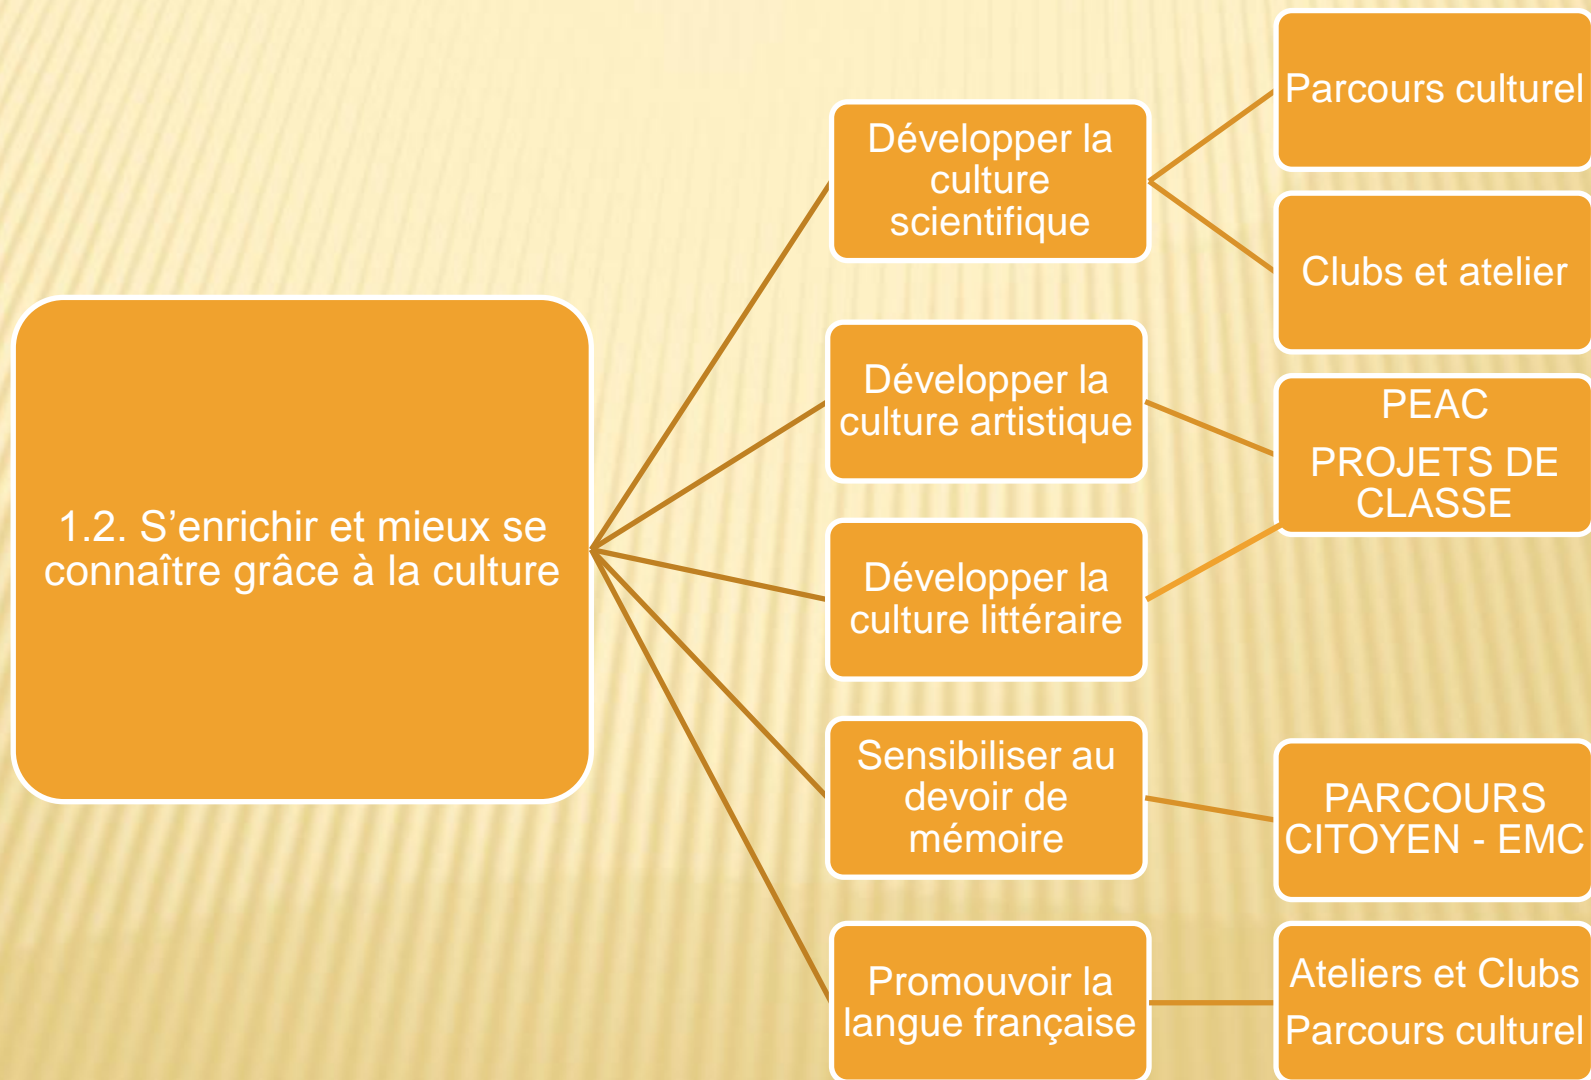 1.2. S’enrichir et mieux se
connaître grâce à la culture
Développer la
culture
scientifique
Parcours culturel
Clubs et atelier
Développer la
culture artistique
PEAC
PROJETS DE
CLASSE
Développer la
culture littéraire
Sensibiliser au
devoir de
mémoire
PARCOURS
CITOYEN - EMC
Promouvoir la
langue française
Ateliers et Clubs
Parcours culturel